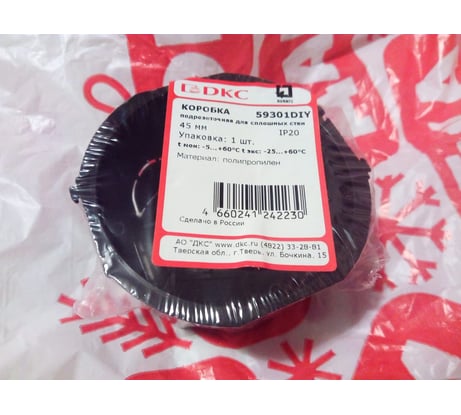 DKC
КОРОБКА 59301DIY
подрозеточная для сплошных стен
45 мм IP20
Упаковка: 1 шт.
t мон: -5...+60°C t экс: -25...+60°C
Материал: полипропилен
4 660241 242230
Сделано в России
АО "ДКС" www.dkc.ru (4822) 33-28-81
Тверская обл., г.Тверь, ул. Бочкина, 15